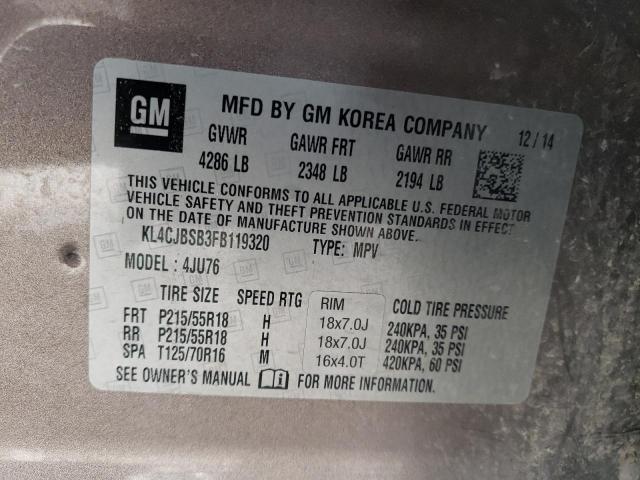 GM
MFD BY GM KOREA COMPANY 12/14
GVWR GAWR FRT GAWR RR
4286 LB 2348 LB 2194 LB
THIS VEHICLE CONFORMS TO ALL APPLICABLE U.S. FEDERAL MOTOR
VEHICLE SAFETY AND THEFT PREVENTION STANDARDS IN EFFECT
ON THE DATE OF MANUFACTURE SHOWN ABOVE.
KL4CJBSB3FB119320 TYPE: MPV
MODEL : 4JU76
TIRE SIZE SPEED RTG RIM COLD TIRE PRESSURE
FRT P215/55R18 H 18x7.0J 240KPA, 35 PSI
RR P215/55R18 H 18x7.0J 240KPA, 35 PSI
SPA T125/70R16 M 16x4.0T 420KPA, 60 PSI
SEE OWNER'S MANUAL FOR MORE INFORMATION.